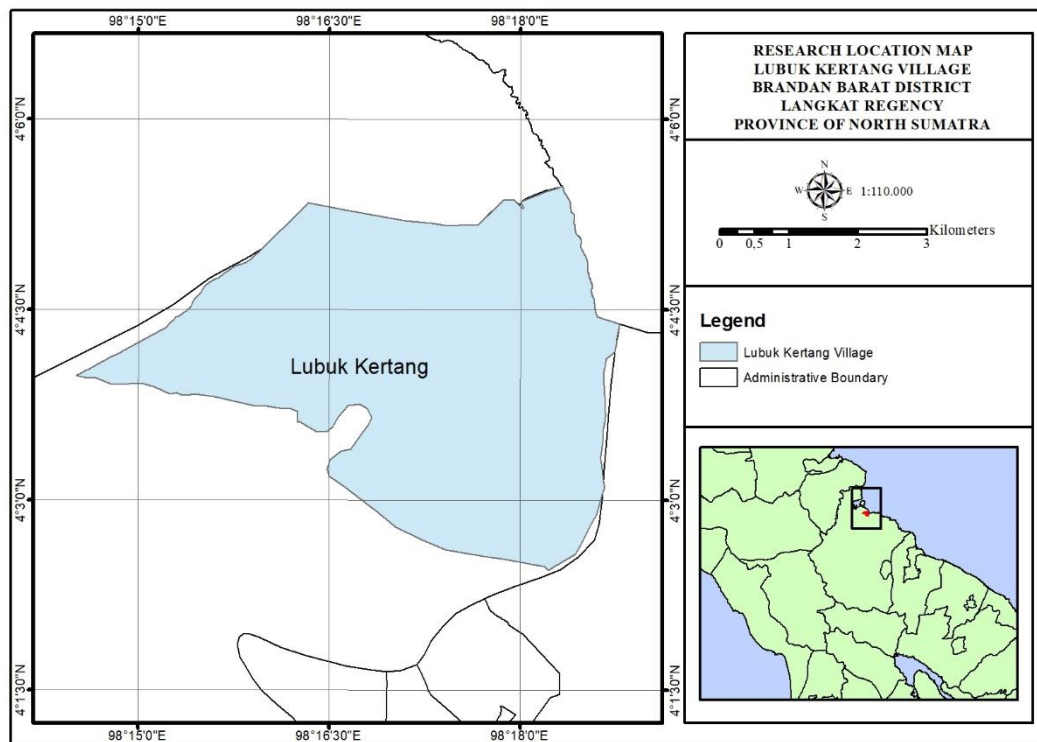 98°15'0"E 98°16'30"E 98°18'0"E
4°6'0"N 4°6'0"N
4°4'30"N 4°4'30"N
Lubuk Kertang
4°3'0"N 4°3'0"N
4°1'30"N 4°1'30"N
98°15'0"E 98°16'30"E 98°18'0"E
RESEARCH LOCATION MAP
LUBUK KERTANG VILLAGE
BRANDAN BARAT DISTRICT
LANGKAT REGENCY
PROVINCE OF NORTH SUMATRA
N
W E 1:110.000
S
Kilometers
0 0,5 1 2 3
Legend
Lubuk Kertang Village
Administrative Boundary